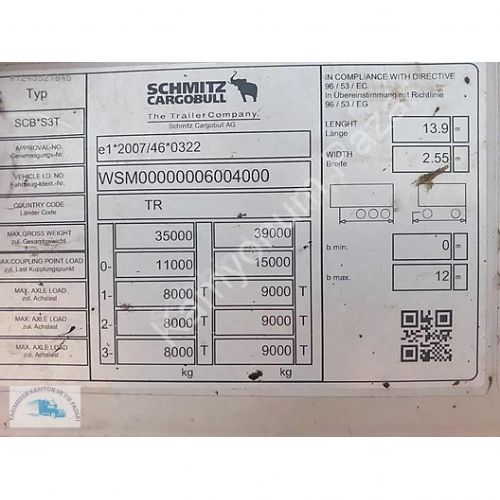 #1243521845
Typ
SCB*S3T
SCHMITZ
CARGOBULL
The TrailerCompany.
Schmitz Cargobull AG
APPROVAL-NO.
Genehmigungs-Nr.
e1*2007/46*0322
VEHICLE I.D. NO.
Fahrzeug-Ident.-Nr.
WSM00000006004000
COUNTRY CODE
Länder Code
TR
MAX.GROSS WEIGHT
zul. Gesamtgewicht
35000 39000
MAX.COUPLING POINT LOAD
zul. Last Kupplungspunkt
0- 11000 15000
MAX. AXLE LOAD
zul. Achslast
1- 8000 T 9000 T
MAX. AXLE LOAD
zul. Achslast
2- 8000 T 9000 T
MAX. AXLE LOAD
zul. Achslast
3- 8000 T 9000 T
kg kg
IN COMPLIANCE WITH DIRECTIVE
96 / 53 / EC
In Übereinstimmung mit Richtlinie
96 / 53 / EG
LENGHT
Länge
13.9 m
WIDTH
Breite
2.55 m
b min. 0 m
b max. 12 m